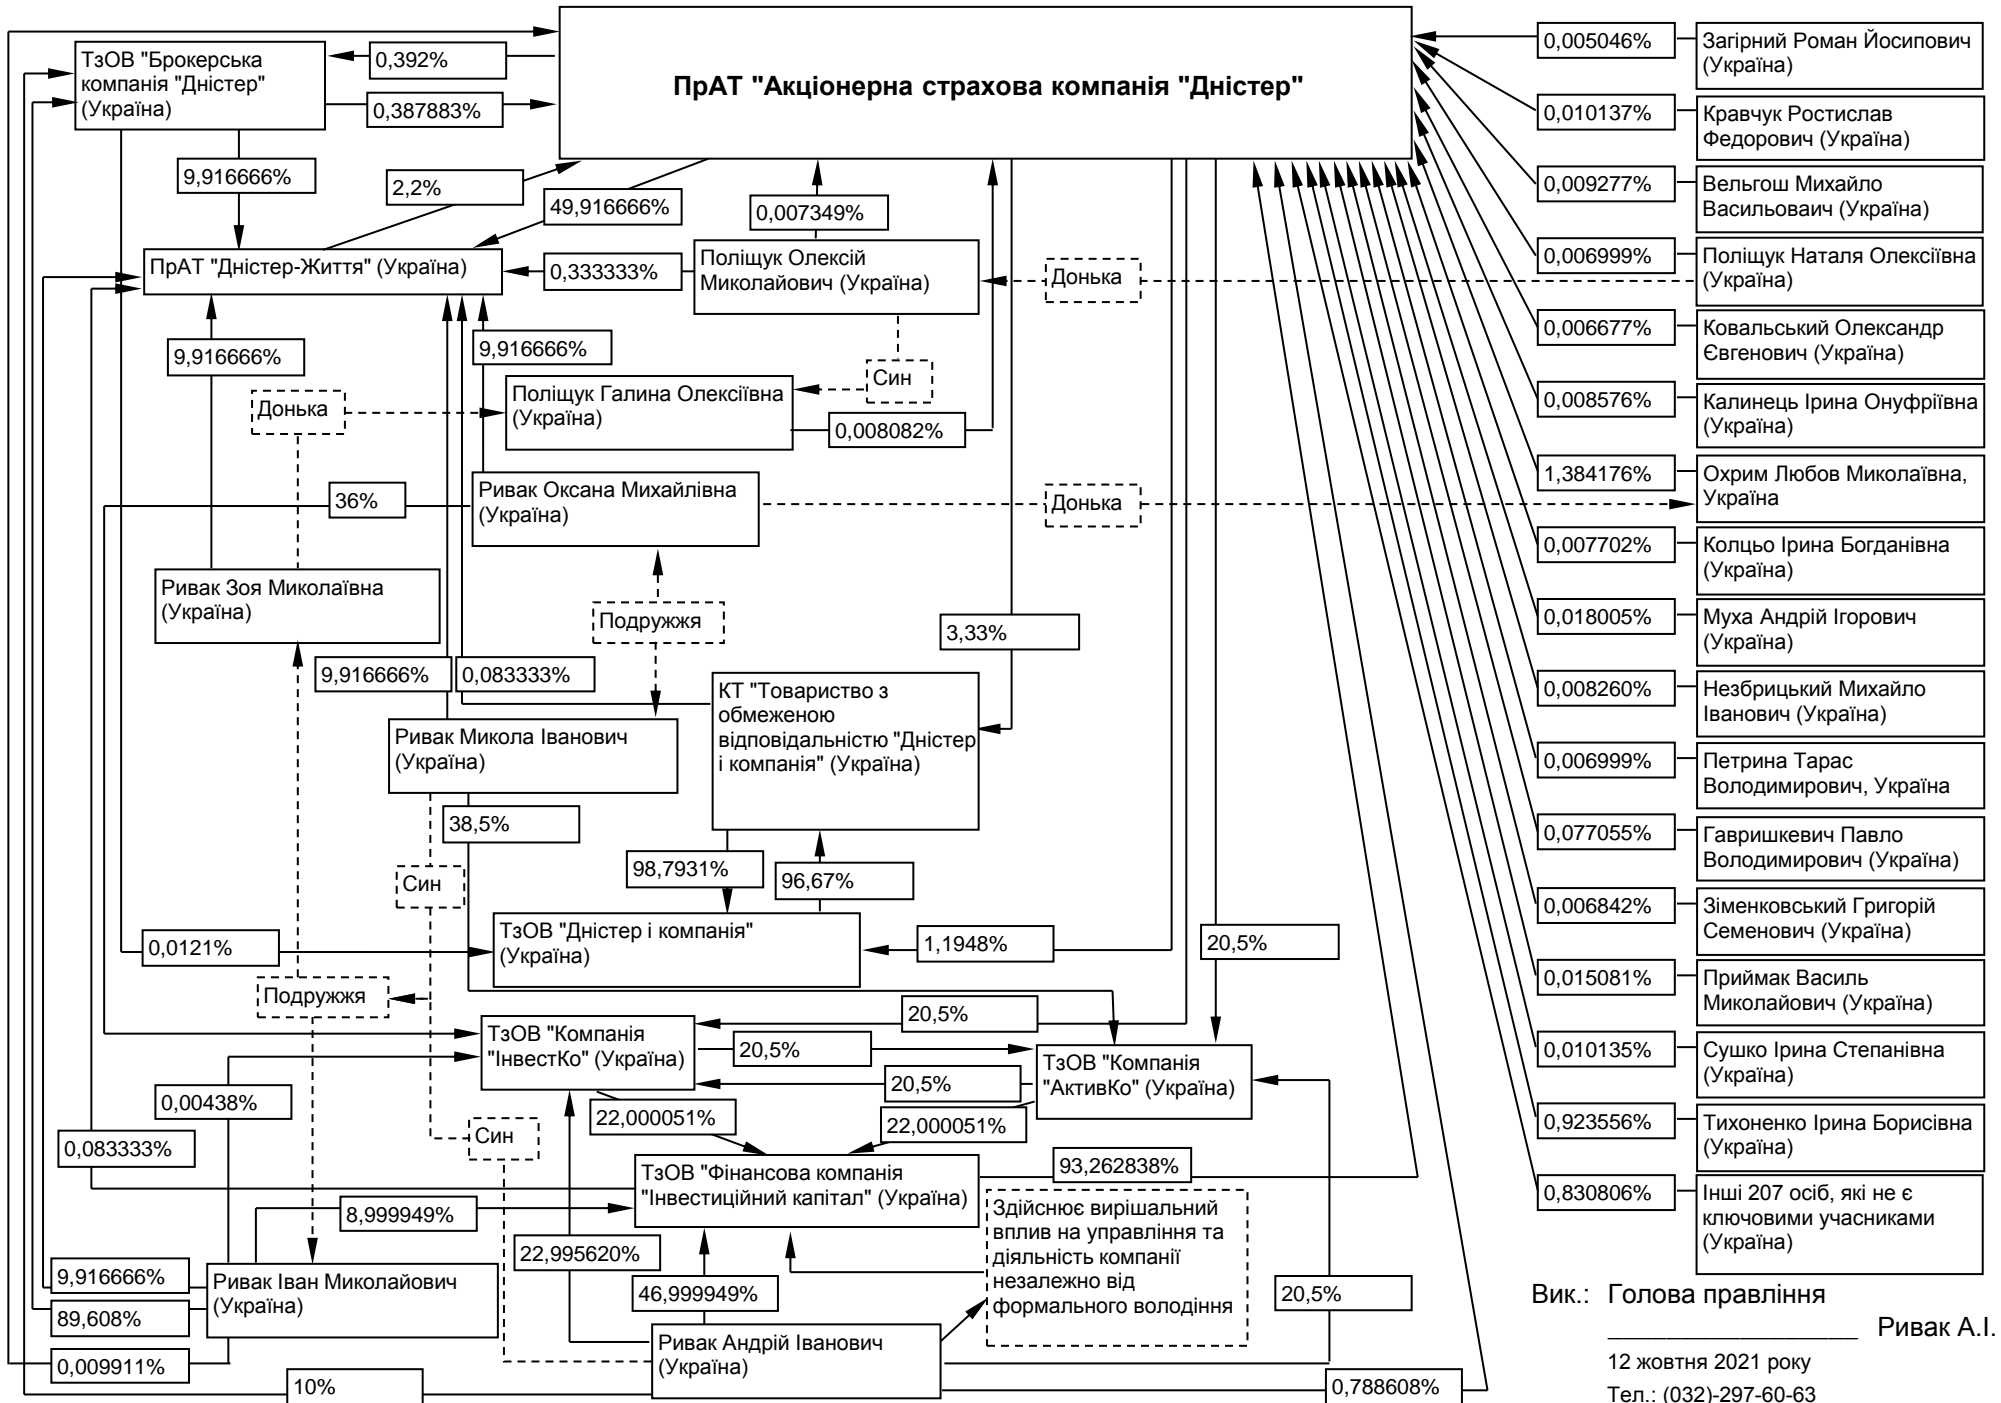 ПрАТ "Акціонерна страхова компанія "Дністер"
ТзОВ "Брокерська
компанія "Дністер"
(Україна)
0,392%
0,387883%
9,916666%
2,2%
49,916666%
0,007349%
ПрАТ "Дністер-Життя" (Україна)
0,333333%
Поліщук Олексій
Миколайович (Україна)
Донька
9,916666%
9,916666%
Син
Донька
Поліщук Галина Олексіївна
(Україна)
0,008082%
36%
Ривак Оксана Михайлівна
(Україна)
Донька
Ривак Зоя Миколаївна
(Україна)
Подружжя
3,33%
9,916666%
0,083333%
КТ "Товариство з
обмеженою
відповідальністю "Дністер
і компанія" (Україна)
Ривак Микола Іванович
(Україна)
38,5%
Син
98,7931%
96,67%
ТзОВ "Дністер і компанія"
(Україна)
0,0121%
1,1948%
20,5%
Подружжя
ТзОВ "Компанія
"ІнвестКо" (Україна)
20,5%
20,5%
20,5%
ТзОВ "Компанія
"АктивКо" (Україна)
0,00438%
22,000051%
22,000051%
Син
0,083333%
ТзОВ "Фінансова компанія
"Інвестиційний капітал" (Україна)
93,262838%
8,999949%
Здійснює вирішальний
вплив на управління та
діяльність компанії
незалежно від
формального володіння
22,995620%
46,999949%
20,5%
9,916666%
89,608%
0,009911%
Ривак Іван Миколайович
(Україна)
Ривак Андрій Іванович
(Україна)
10%
0,788608%
0,005046%
Загірний Роман Йосипович
(Україна)
0,010137%
Кравчук Ростислав
Федорович (Україна)
0,009277%
Вельгош Михайло
Васильоваич (Україна)
0,006999%
Поліщук Наталя Олексіївна
(Україна)
0,006677%
Ковальський Олександр
Євгенович (Україна)
0,008576%
Калинець Ірина Онуфріївна
(Україна)
1,384176%
Охрим Любов Миколаївна,
Україна
0,007702%
Колцьо Ірина Богданівна
(Україна)
0,018005%
Муха Андрій Ігорович
(Україна)
0,008260%
Незбрицький Михайло
Іванович (Україна)
0,006999%
Петрина Тарас
Володимирович, Україна
0,077055%
Гавришкевич Павло
Володимирович (Україна)
0,006842%
Зіменковський Григорій
Семенович (Україна)
0,015081%
Приймак Василь
Миколайович (Україна)
0,010135%
Сушко Ірина Степанівна
(Україна)
0,923556%
Тихоненко Ірина Борисівна
(Україна)
0,830806%
Інші 207 осіб, які не є
ключовими учасниками
(Україна)
Вик.: Голова правління
__________________ Ривак А.І.
12 жовтня 2021 року
Тел.: (032)-297-60-63